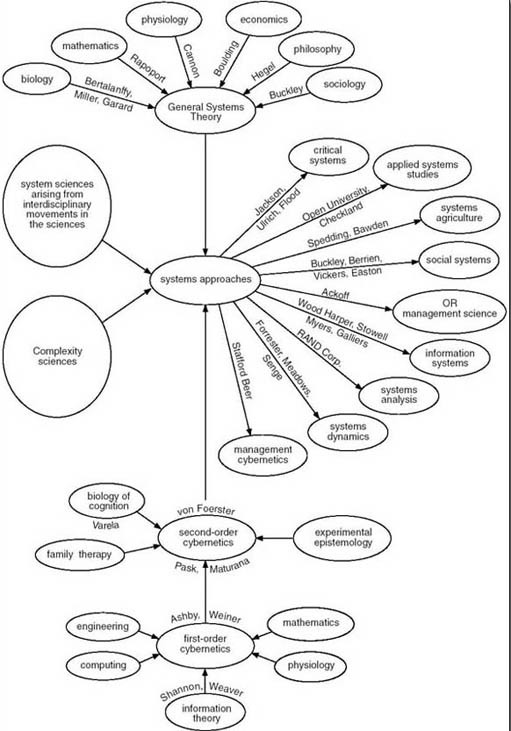 physiology
economics
mathematics
philosophy
biology
sociology
Rapoport
Cannon
Boulding
Hegel
Buckley
Bertalanffy,
Miller, Garard
General Systems
Theory
system sciences
arising from
interdisciplinary
movements in
the sciences
Complexity
sciences
systems approaches
Jackson,
Ulrich, Flood
critical
systems
Open University,
Checkland
applied systems
studies
Spedding, Bawden
systems
agriculture
Buckley, Berrien,
Vickers, Easton
social systems
Ackoff
OR
management science
Wood Harper, Stowell
Myers, Galliers
information
systems
RAND Corp.
systems
analysis
Forrester, Meadows,
Senge
systems
dynamics
Stafford Beer
management
cybernetics
biology of
cognition
Varela
family therapy
von Foerster
second-order
cybernetics
experimental
epistemology
Pask, Maturana
Ashby, Weiner
engineering
computing
first-order
cybernetics
mathematics
physiology
Shannon, Weaver
information
theory